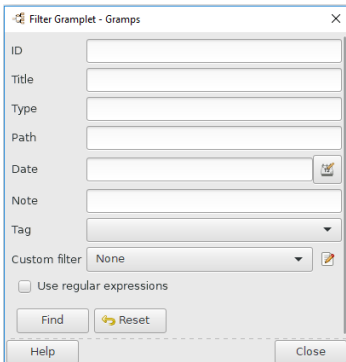 Filter Gramplet - Gramps
ID
Title
Type
Path
Date
Note
Tag
Custom filter None
Use regular expressions
Find Reset
Help Close